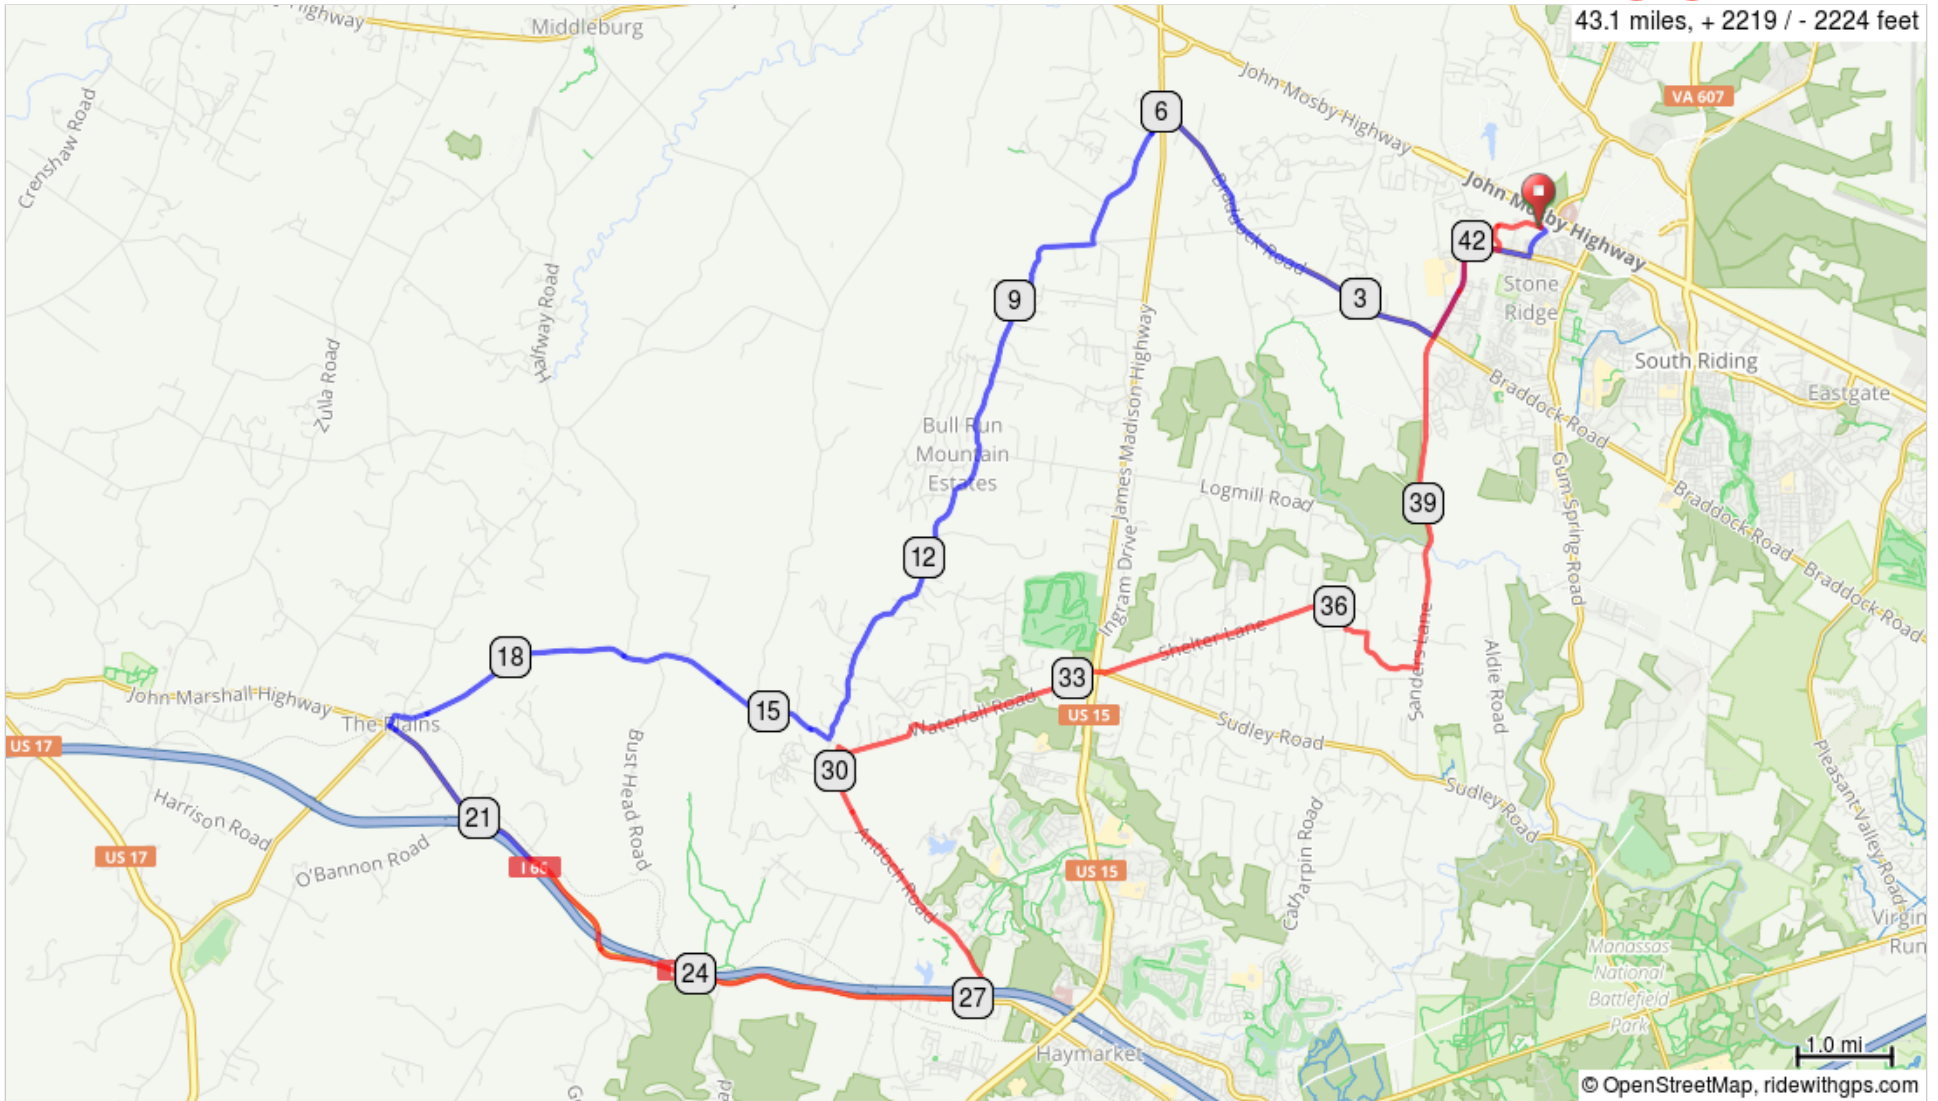 Highway
Middleburg
43.1 miles, + 2219 / - 2224 feet
John Mosby Highway
VA 607
6
Crenshaw Road
Braddock Road
John Mosby Highway
42
Stone
Ridge
3
9
Halfway Road
Zulla Road
James Madison Highway
South Riding
Eastgate
Braddock Road
Bull Run
Mountain
Estates
Logmill Road
39
Gum Spring Road
Braddock Road
12
Ingram Drive
Braddock Road
36
Shelter Lane
Sanders Lane
Aldie Road
18
33
John Marshall Highway
The Plains
15
Waterfall Road
US 15
Sudley Road
US 17
30
Bust Head Road
Pleasant Valley Road
Harrison Road
21
Sudley Road
Catharpin Road
O'Bannon Road
US 17
I 66
Antioch Road
US 15
Virgin
Run
Manassas
National
Battlefield
Park
24
27
Haymarket
1.0 mi
© OpenStreetMap, ridewithgps.com